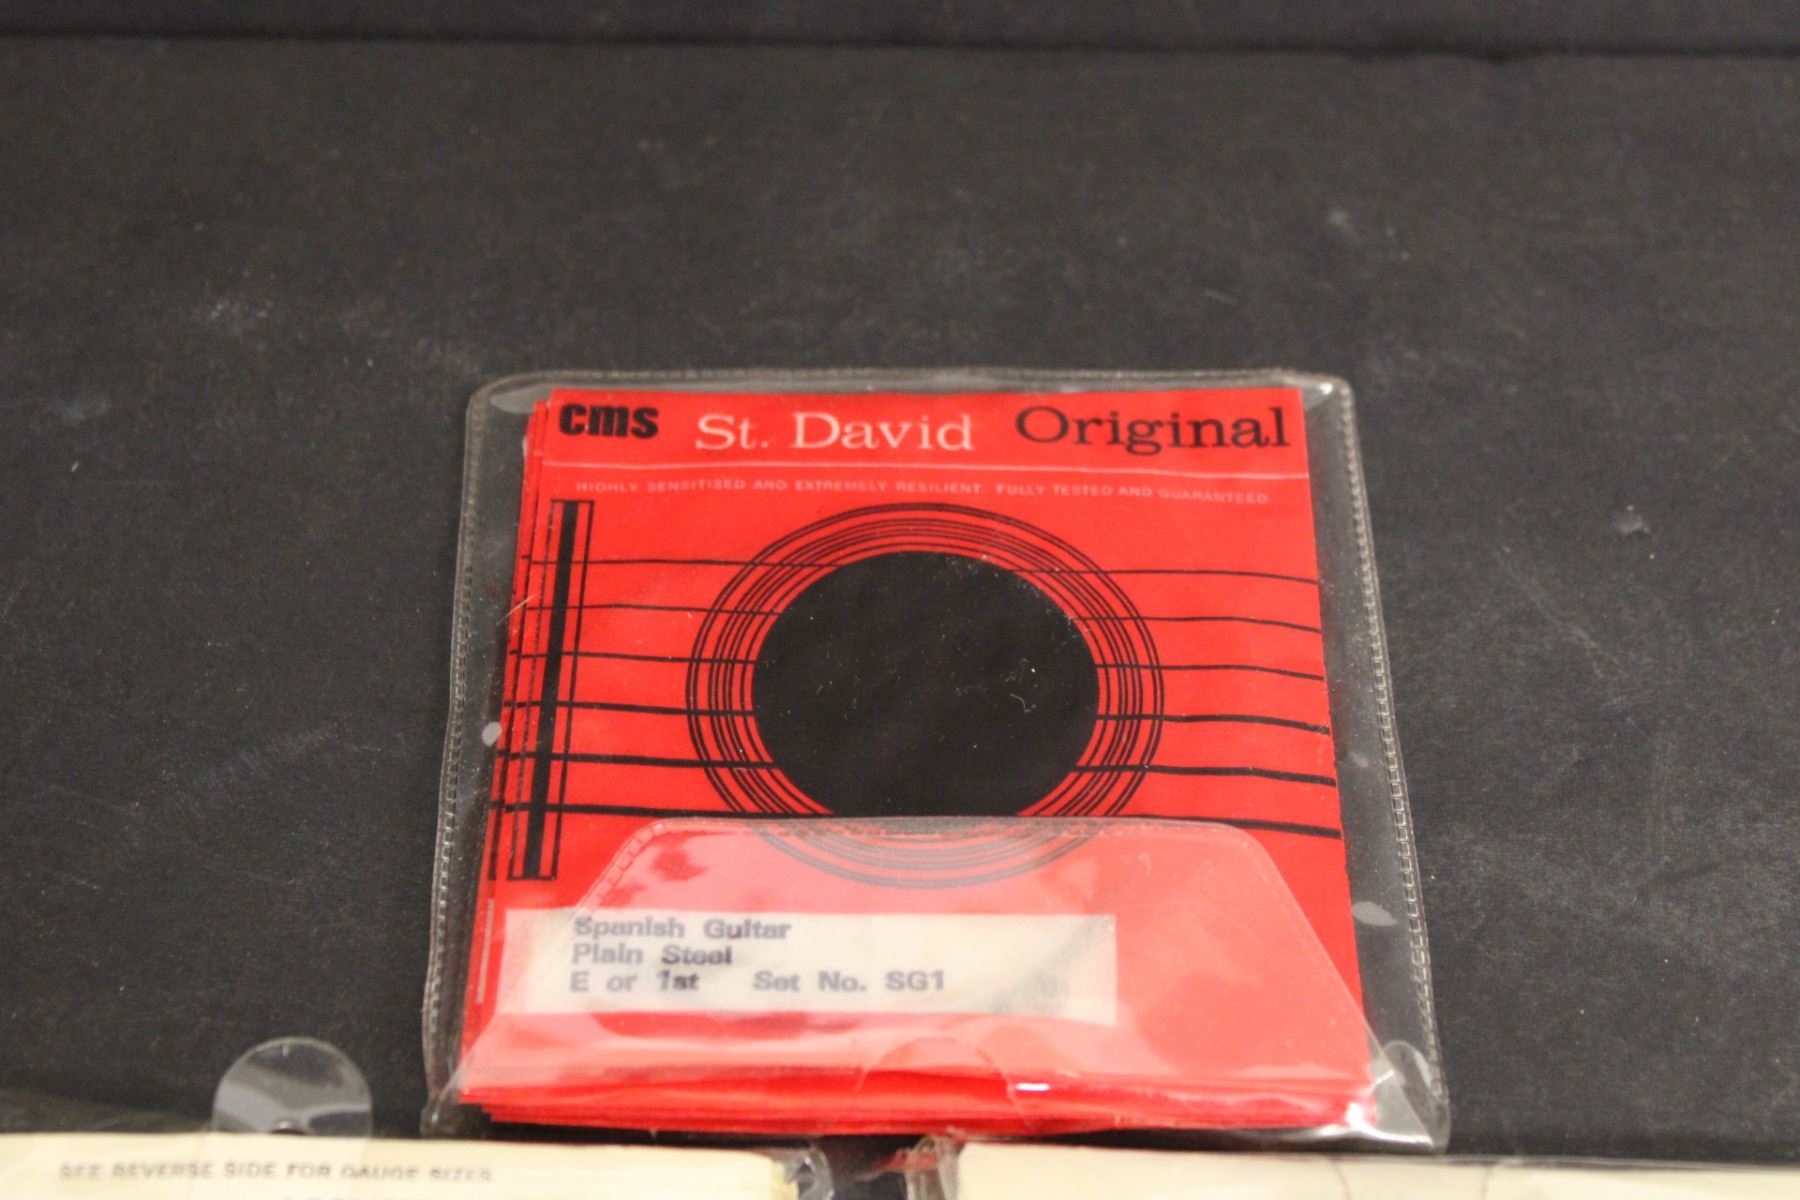 cms St. David Original
HIGHLY SENSITISED AND EXTREMELY RESILIENT. FULLY TESTED AND GUARANTEED.
Spanish Guitar
Plain Steel
E or 1st Set No. SG1
SEE REVERSE SIDE FOR GAUGE SIZES